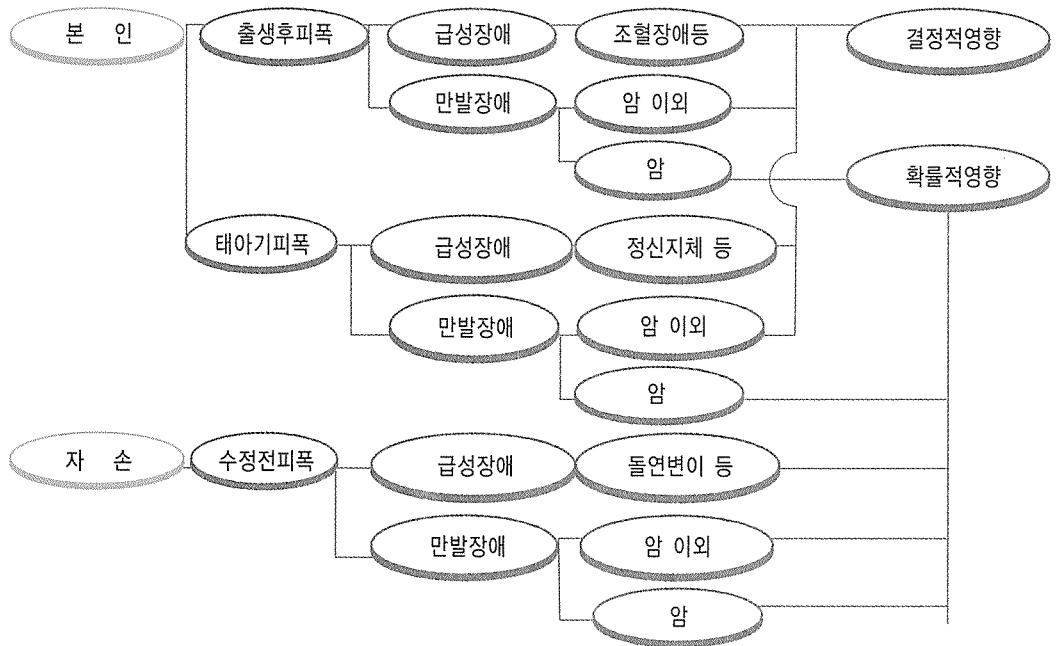 본 인
출생후피폭
급성장애
조혈장애등
결정적영향
만발장애
암 이외
암
확률적영향
태아기피폭
급성장애
정신지체 등
만발장애
암 이외
암
자 손
수정전피폭
급성장애
돌연변이 등
만발장애
암 이외
암